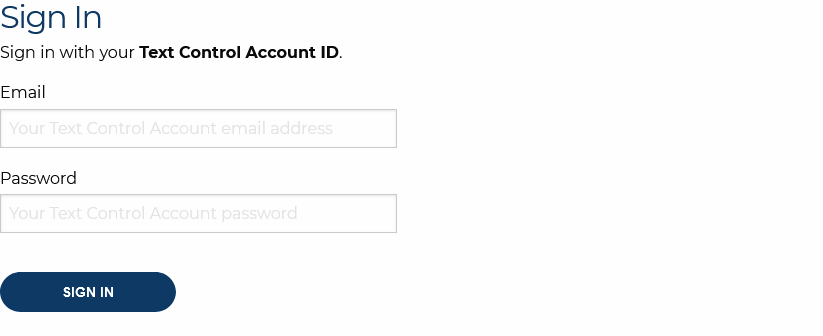 Sign In
Sign in with your Text Control Account ID.
Email
Your Text Control Account email address
Password
Your Text Control Account password
SIGN IN